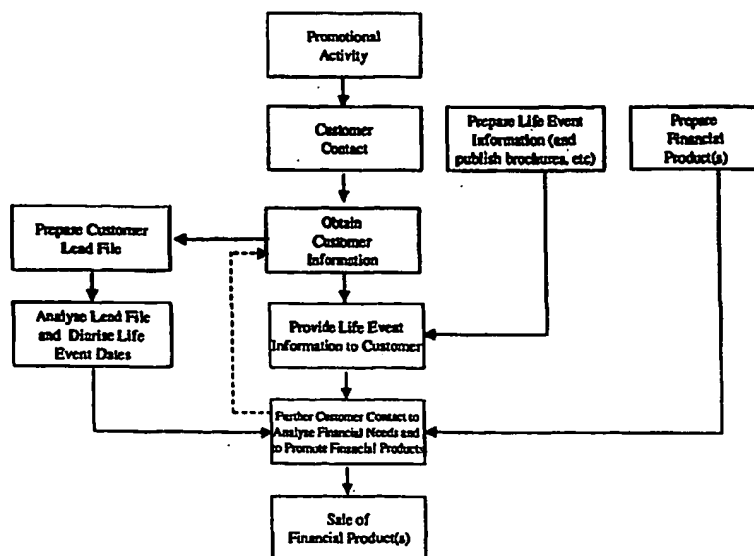 Promotional
Activity
Customer
Contact
Prepare Life Event
Information (and
publish brochures, etc)
Prepare
Financial
Product(s)
Prepare Customer
Lead File
Obtain
Customer
Information
Analyse Lead File
and Diarise Life
Event Dates
Provide Life Event
Information to Customer
Further Customer Contact to
Analyse Financial Needs and
to Promote Financial Products
Sale of
Financial Product(s)